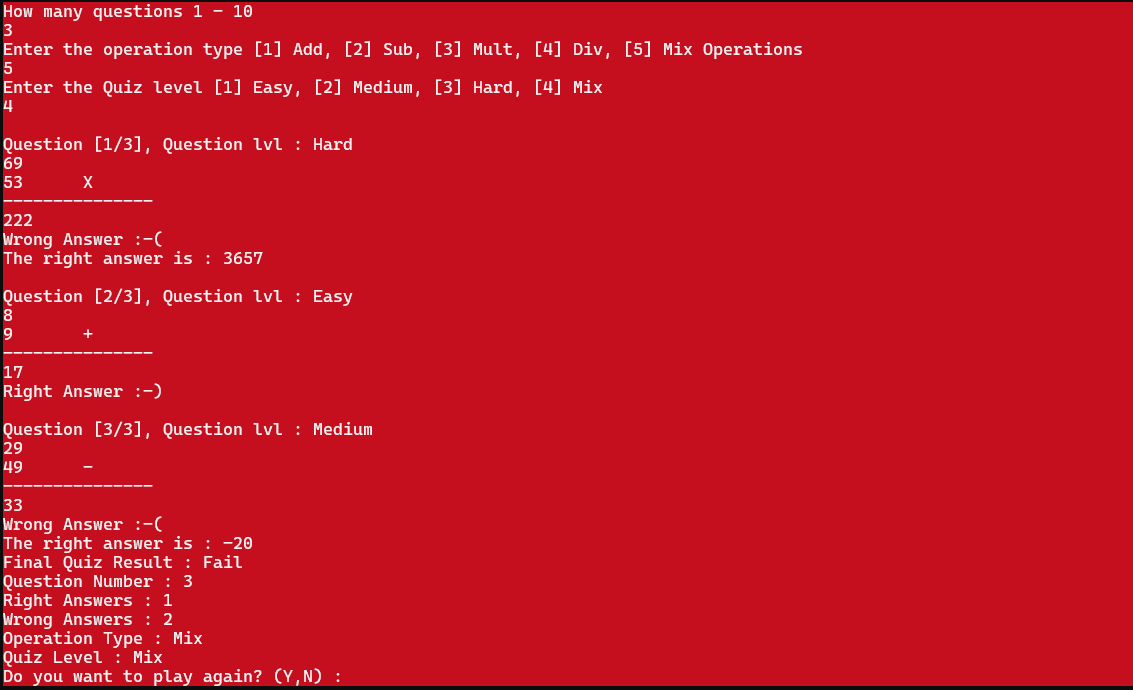 How many questions 1 - 10
3
Enter the operation type [1] Add, [2] Sub, [3] Mult, [4] Div, [5] Mix Operations
5
Enter the Quiz level [1] Easy, [2] Medium, [3] Hard, [4] Mix
4
Question [1/3], Question lvl : Hard
69
53      X
---------------
222
Wrong Answer :-(
The right answer is : 3657
Question [2/3], Question lvl : Easy
8
9       +
---------------
17
Right Answer :-)
Question [3/3], Question lvl : Medium
29
49      -
---------------
33
Wrong Answer :-(
The right answer is : -20
Final Quiz Result : Fail
Question Number : 3
Right Answers : 1
Wrong Answers : 2
Operation Type : Mix
Quiz Level : Mix
Do you want to play again? (Y,N) :